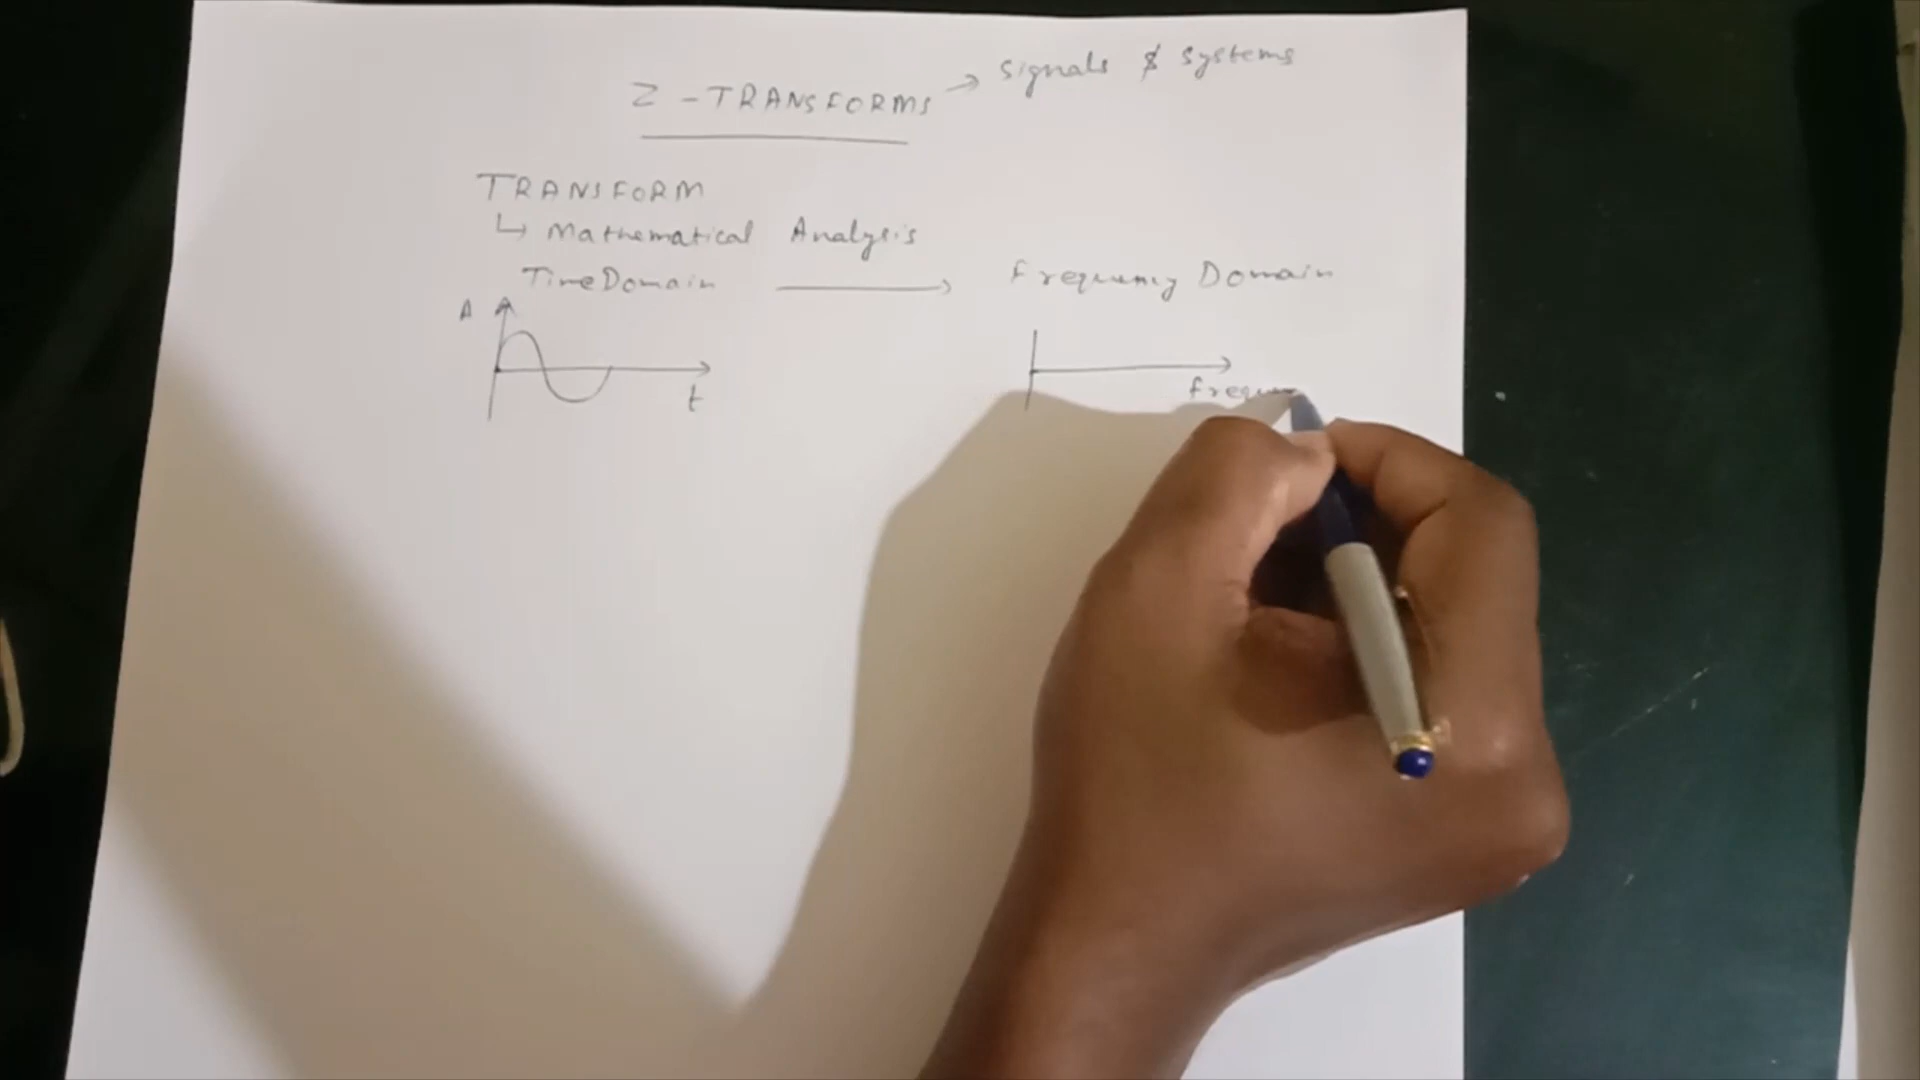 Z - TRANSFORMS → Signals & Systems
TRANSFORM
↳ Mathematical Analysis
Time Domain → Frequency Domain
A
t